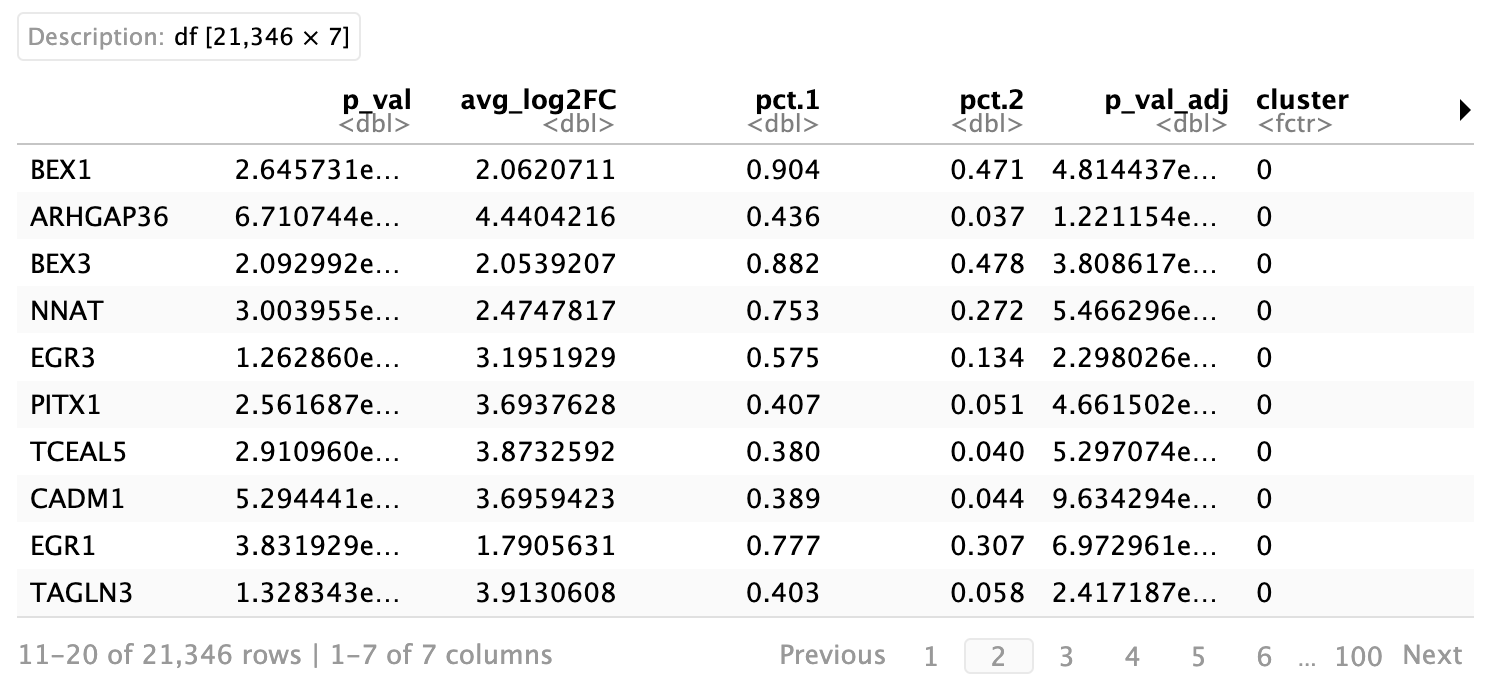 Description: df [21,346 × 7]
p_val avg_log2FC pct.1 pct.2 p_val_adj cluster
<dbl> <dbl> <dbl> <dbl> <dbl> <fctr>
BEX1 2.645731e... 2.0620711 0.904 0.471 4.814437e... 0
ARHGAP36 6.710744e... 4.4404216 0.436 0.037 1.221154e... 0
BEX3 2.092992e... 2.0539207 0.882 0.478 3.808617e... 0
NNAT 3.003955e... 2.4747817 0.753 0.272 5.466296e... 0
EGR3 1.262860e... 3.1951929 0.575 0.134 2.298026e... 0
PITX1 2.561687e... 3.6937628 0.407 0.051 4.661502e... 0
TCEAL5 2.910960e... 3.8732592 0.380 0.040 5.297074e... 0
CADM1 5.294441e... 3.6959423 0.389 0.044 9.634294e... 0
EGR1 3.831929e... 1.7905631 0.777 0.307 6.972961e... 0
TAGLN3 1.328343e... 3.9130608 0.403 0.058 2.417187e... 0
11–20 of 21,346 rows | 1–7 of 7 columns Previous 1 2 3 4 5 6 ... 100 Next